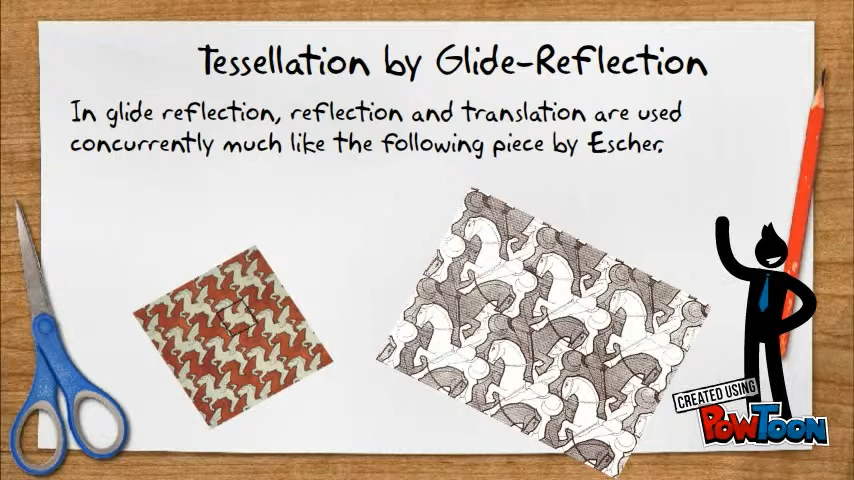 Tessellation by Glide-Reflection
In glide reflection, reflection and translation are used
concurrently much like the following piece by Escher.
CREATED USING
POWTOON